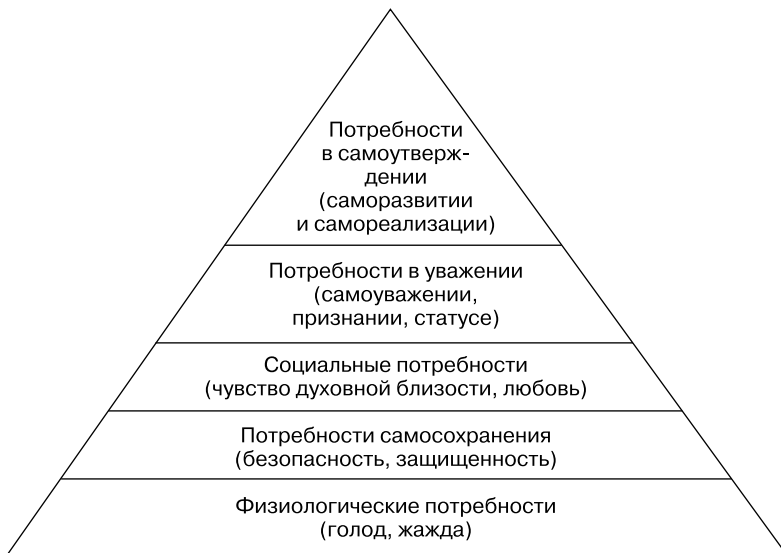 Потребности
в самоутверж-
дении
(саморазвитии
и самореализации)
Потребности в уважении
(самоуважении,
признании, статусе)
Социальные потребности
(чувство духовной близости, любовь)
Потребности самосохранения
(безопасность, защищенность)
Физиологические потребности
(голод, жажда)